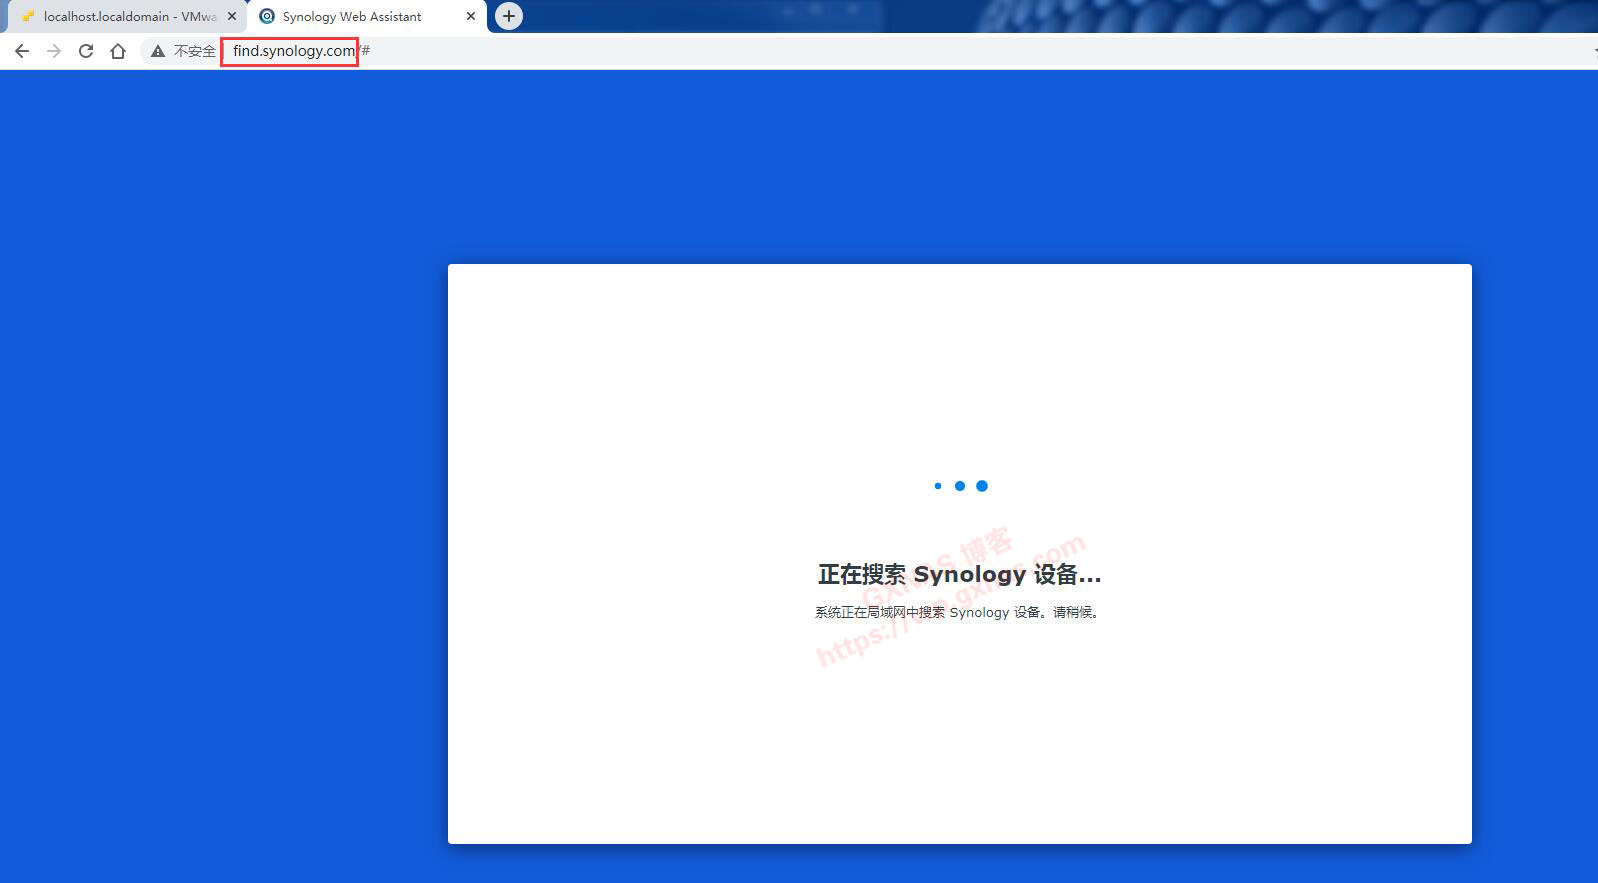 localhost.localdomain - VMwa
Synology Web Assistant
不安全
find.synology.com/#
正在搜索 Synology 设备...
系统正在局域网中搜索 Synology 设备。请稍候。
GXNAS 博客
https://wp.gxnas.com